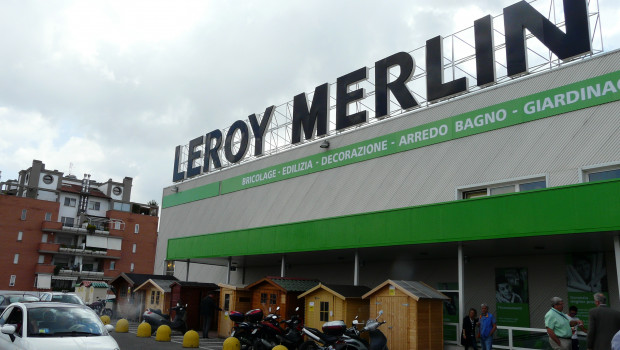 LEROY MERLIN
BRICOLAGE - EDILIZIA - DECORAZIONE - ARREDO BAGNO - GIARDINAG